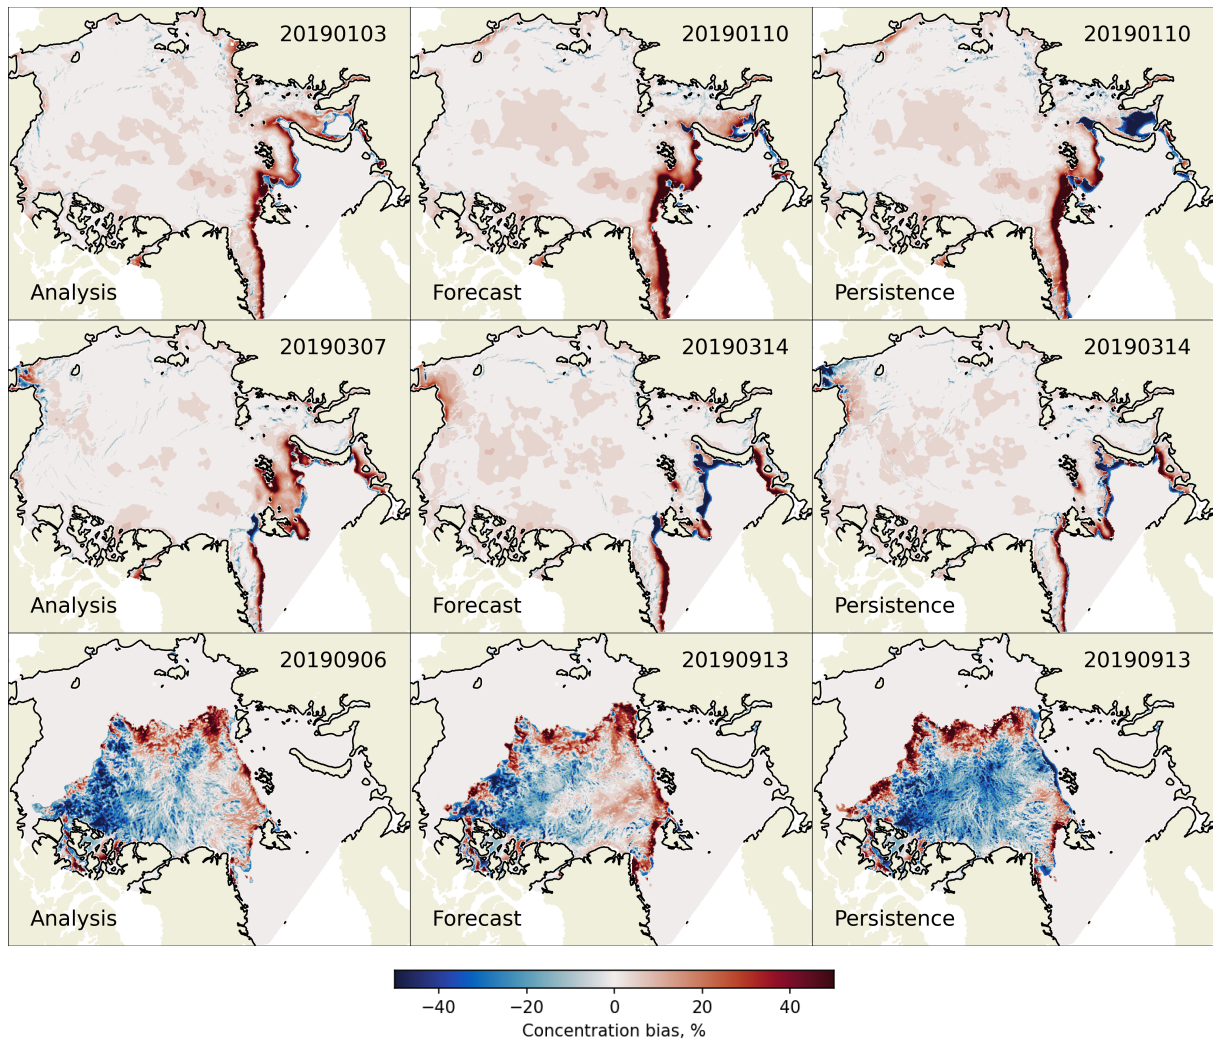 20190103
20190110
20190110
Analysis
Forecast
Persistence
20190307
20190314
20190314
Analysis
Forecast
Persistence
20190906
20190913
20190913
Analysis
Forecast
Persistence
−40 −20 0 20 40
Concentration bias, %